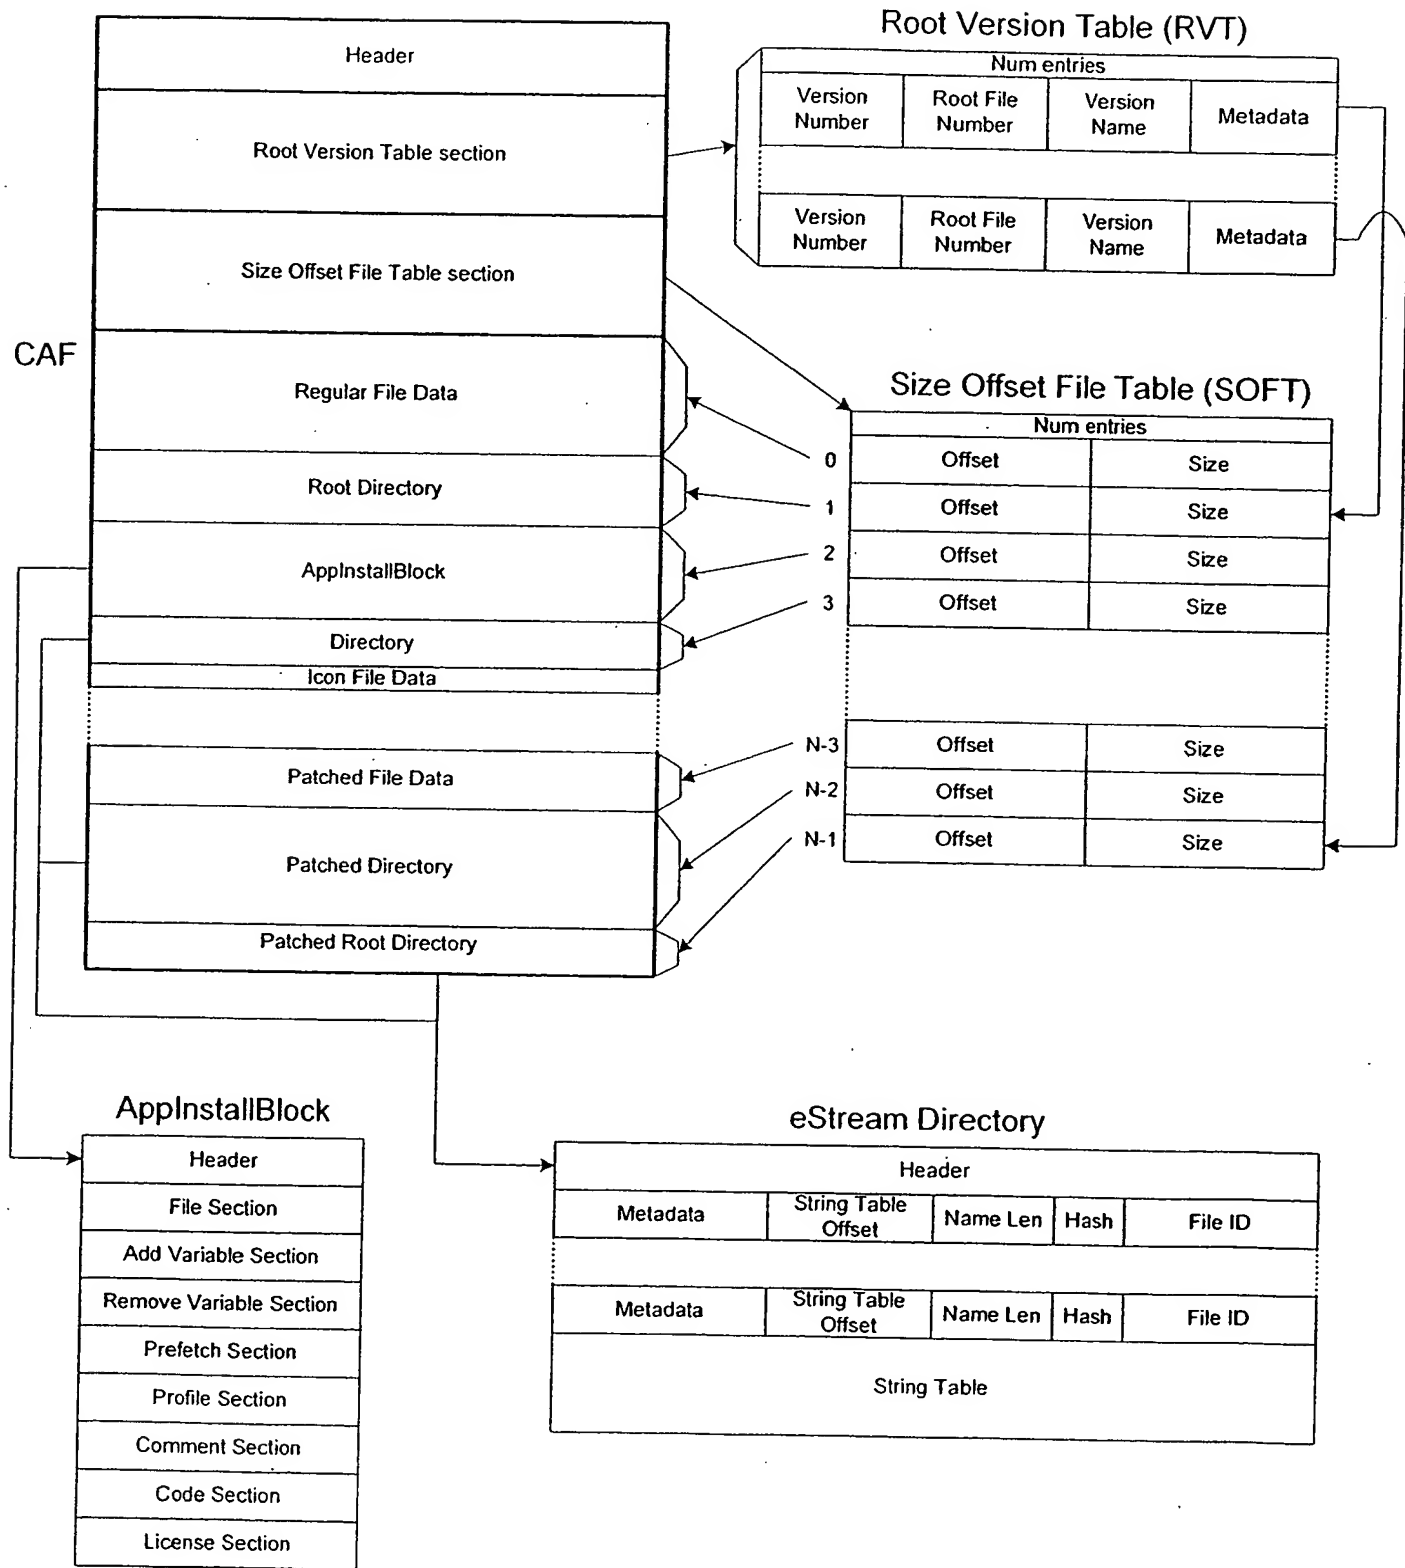 Root Version Table (RVT)
Header
Num entries
Version Number
Root File Number
Version Name
Metadata
Root Version Table section
Version Number
Root File Number
Version Name
Metadata
Size Offset File Table section
CAF
Regular File Data
Size Offset File Table (SOFT)
Num entries
0
Offset
Size
Root Directory
1
Offset
Size
AppInstallBlock
2
Offset
Size
3
Offset
Size
Directory
Icon File Data
N-3
Offset
Size
Patched File Data
N-2
Offset
Size
N-1
Offset
Size
Patched Directory
Patched Root Directory
AppInstallBlock
Header
File Section
Add Variable Section
Remove Variable Section
Prefetch Section
Profile Section
Comment Section
Code Section
License Section
eStream Directory
Header
Metadata
String Table Offset
Name Len
Hash
File ID
Metadata
String Table Offset
Name Len
Hash
File ID
String Table